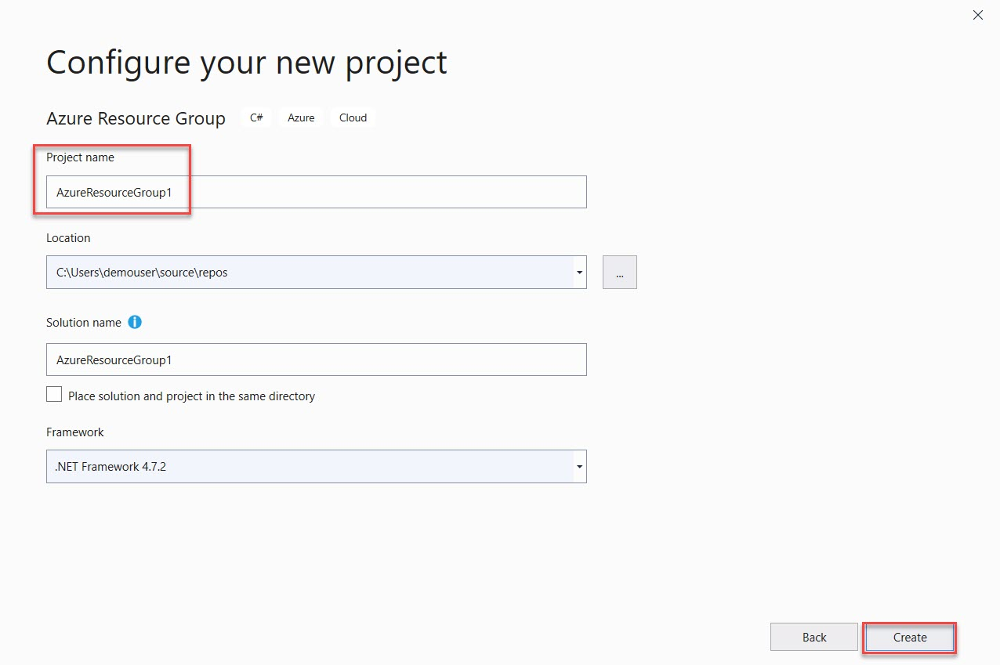 Configure your new project
Azure Resource Group C# Azure Cloud
Project name
AzureResourceGroup1
Location
C:\Users\demouser\source\repos
...
Solution name
AzureResourceGroup1
Place solution and project in the same directory
Framework
.NET Framework 4.7.2
Back Create